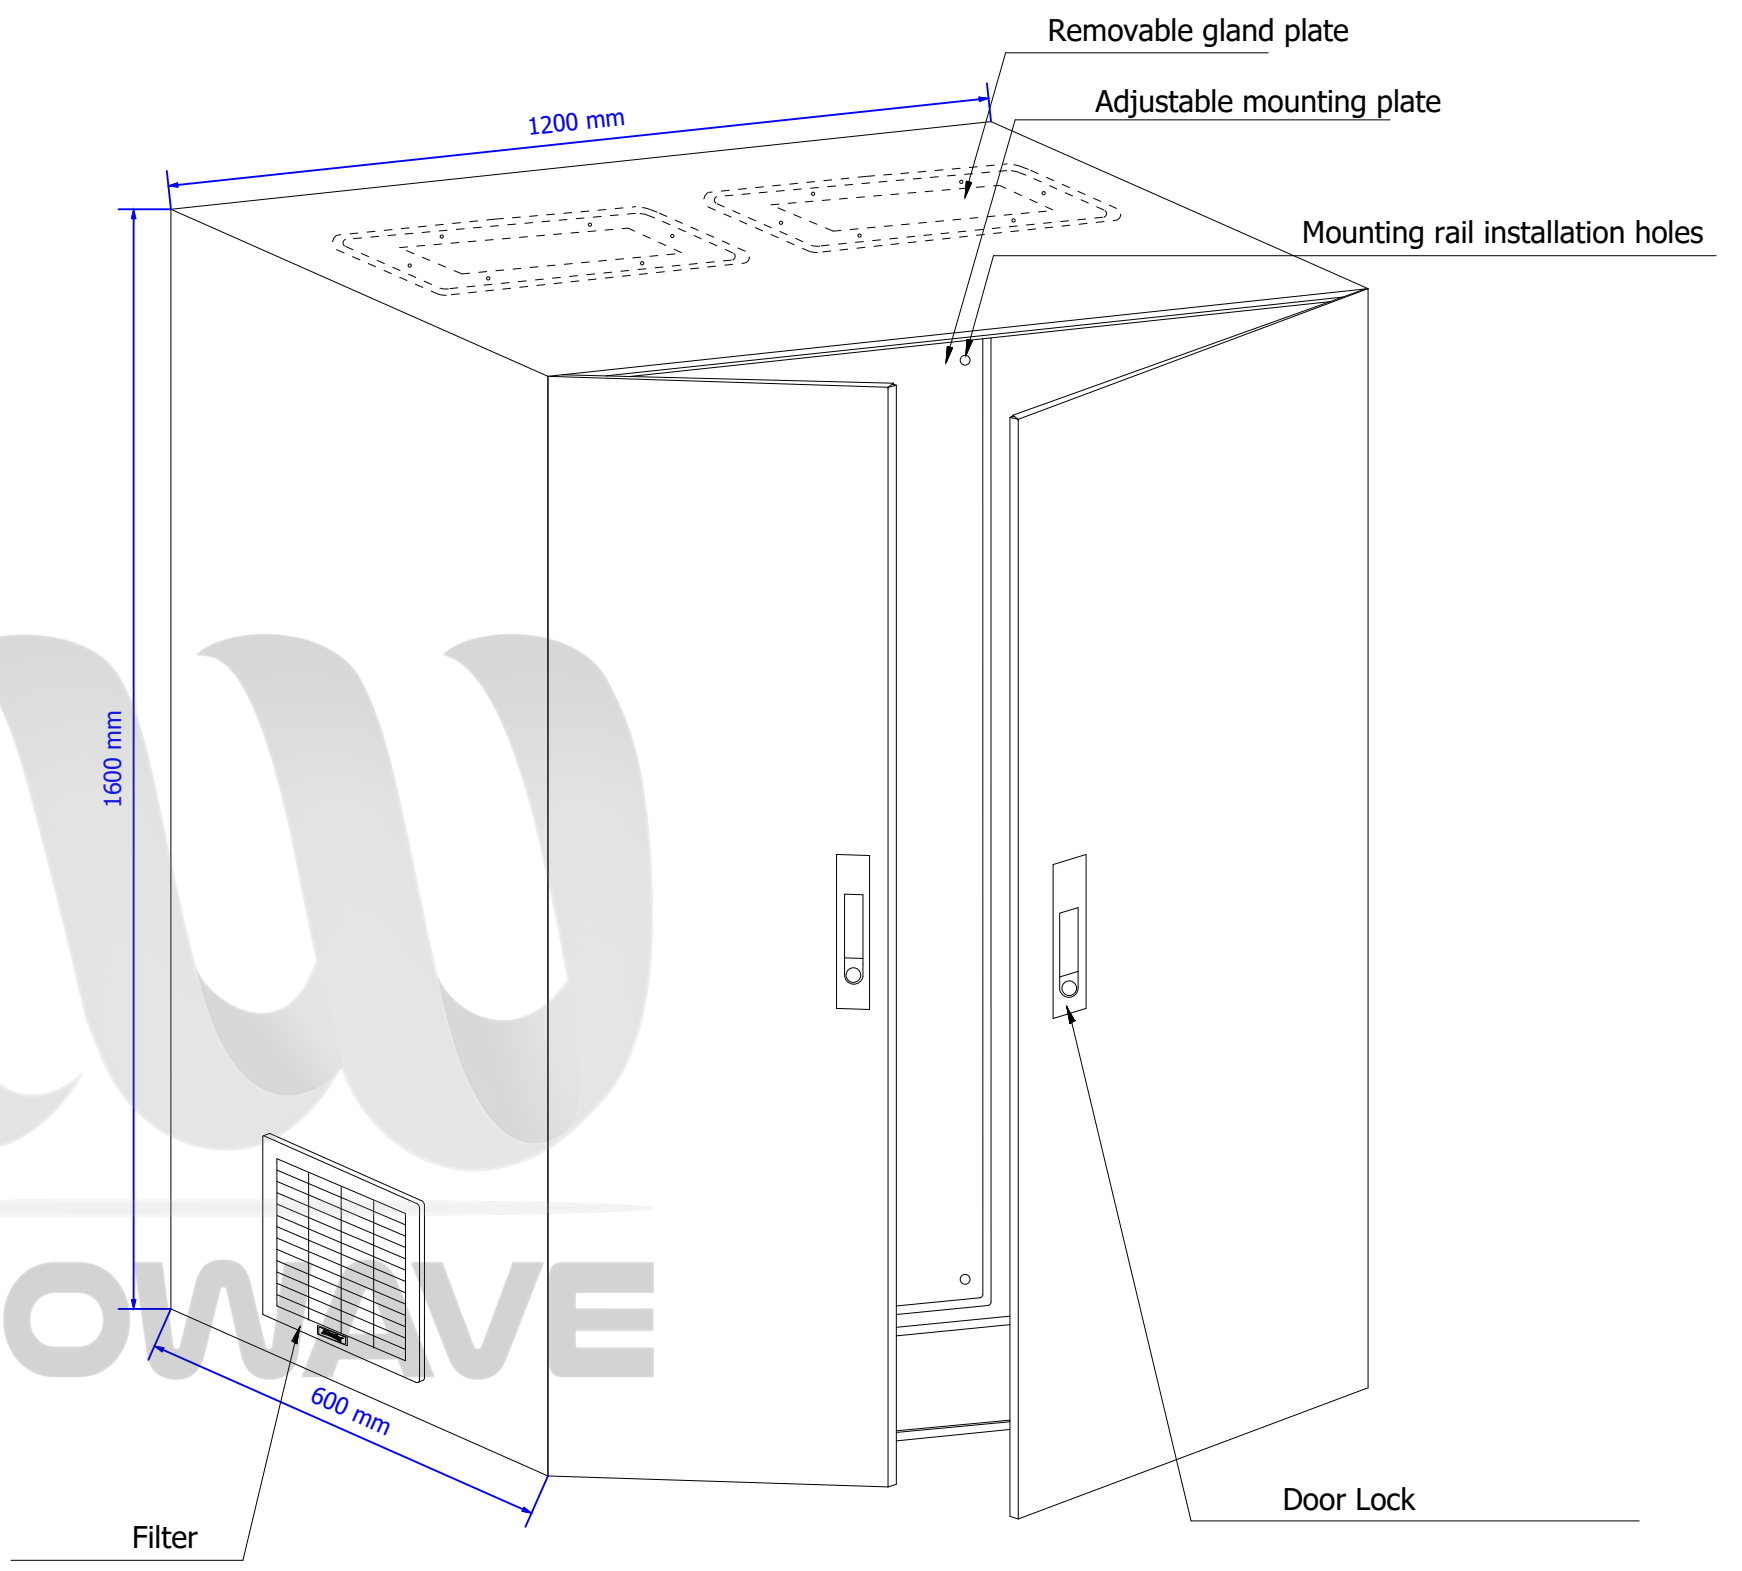 Removable gland plate
Adjustable mounting plate
1200 mm
Mounting rail installation holes
1600 mm
OWAVE
600 mm
Door Lock
Filter